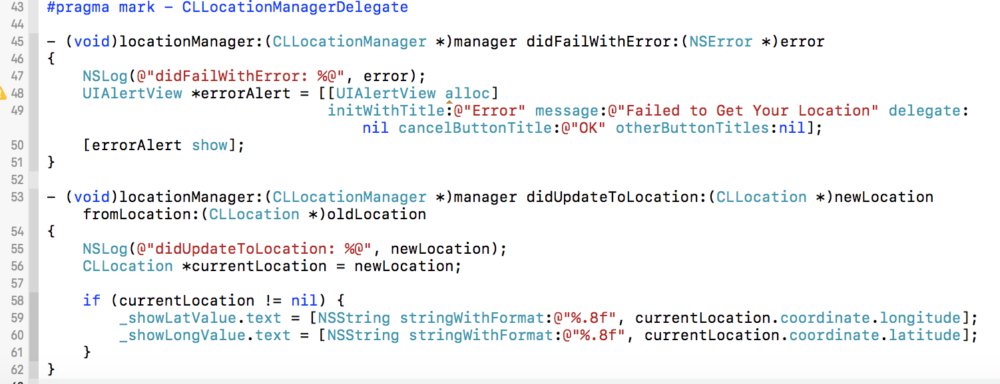 43 #pragma mark - CLLocationManagerDelegate
44
45 - (void)locationManager:(CLLocationManager *)manager didFailWithError:(NSError *)error
46 {
47 NSLog(@"didFailWithError: %@", error);
48 UIAlertView *errorAlert = [[UIAlertView alloc]
49 initWithTitle:@"Error" message:@"Failed to Get Your Location" delegate:
nil cancelButtonTitle:@"OK" otherButtonTitles:nil];
50 [errorAlert show];
51 }
52
53 - (void)locationManager:(CLLocationManager *)manager didUpdateToLocation:(CLLocation *)newLocation
fromLocation:(CLLocation *)oldLocation
54 {
55 NSLog(@"didUpdateToLocation: %@", newLocation);
56 CLLocation *currentLocation = newLocation;
57
58 if (currentLocation != nil) {
59 _showLatValue.text = [NSString stringWithFormat:@"%.8f", currentLocation.coordinate.longitude];
60 _showLongValue.text = [NSString stringWithFormat:@"%.8f", currentLocation.coordinate.latitude];
61 }
62 }